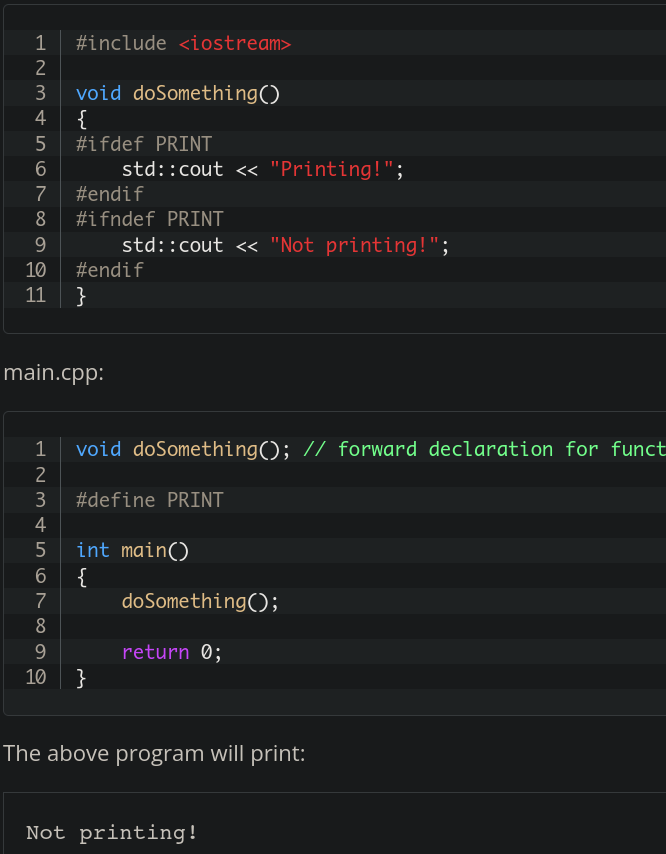 1 #include <iostream>
2
3 void doSomething()
4 {
5 #ifdef PRINT
6     std::cout << "Printing!";
7 #endif
8 #ifndef PRINT
9     std::cout << "Not printing!";
10 #endif
11 }
main.cpp:
1 void doSomething(); // forward declaration for funct
2
3 #define PRINT
4
5 int main()
6 {
7     doSomething();
8
9     return 0;
10 }
The above program will print:
Not printing!